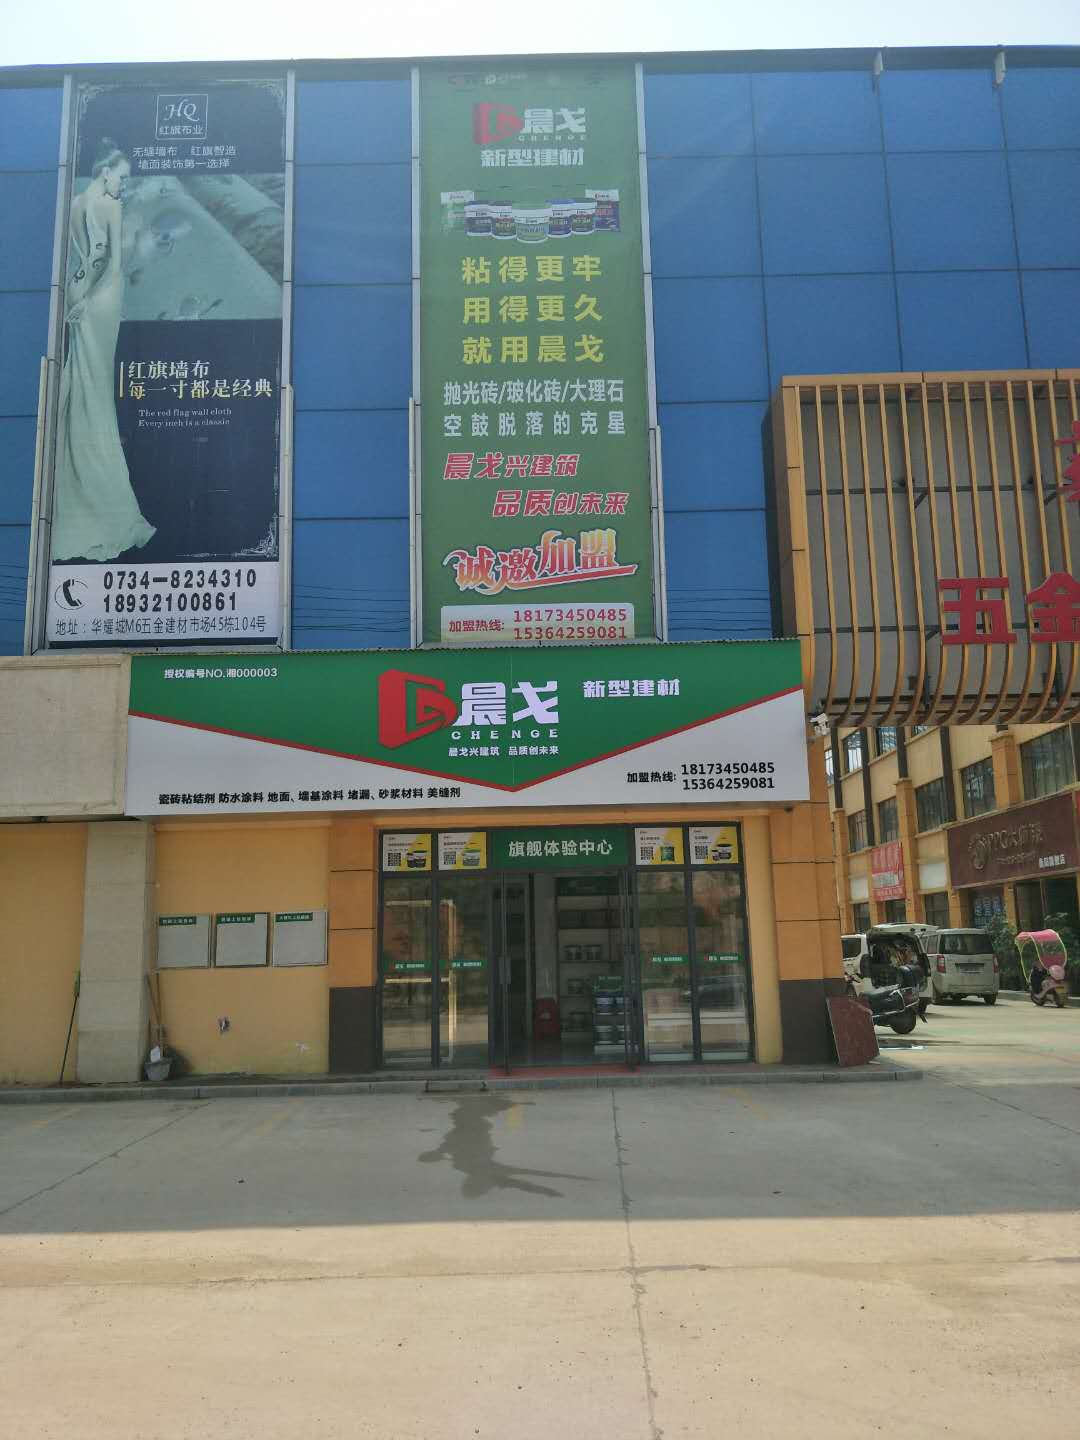 HQ
红旗布业
无缝墙布 红旗智造
墙面装饰第一选择
红旗墙布
每一寸都是经典
The red flag wall cloth
Every inch is a classic
0734-8234310
18932100861
地址：华耀城M6五金建材市场45栋104号
晨戈
CHENGE
新型建材
粘得更牢
用得更久
就用晨戈
抛光砖/玻化砖/大理石
空鼓脱落的克星
晨戈兴建筑
品质创未来
诚邀加盟
加盟热线: 18173450485
15364259081
五金
授权编号NO.湘000003
晨戈 新型建材
CHENGE
晨戈兴建筑 品质创未来
加盟热线: 18173450485
15364259081
瓷砖粘结剂 防水涂料 地面、墙基涂料 堵漏、砂浆材料 美缝剂
旗舰体验中心
PPG大师漆